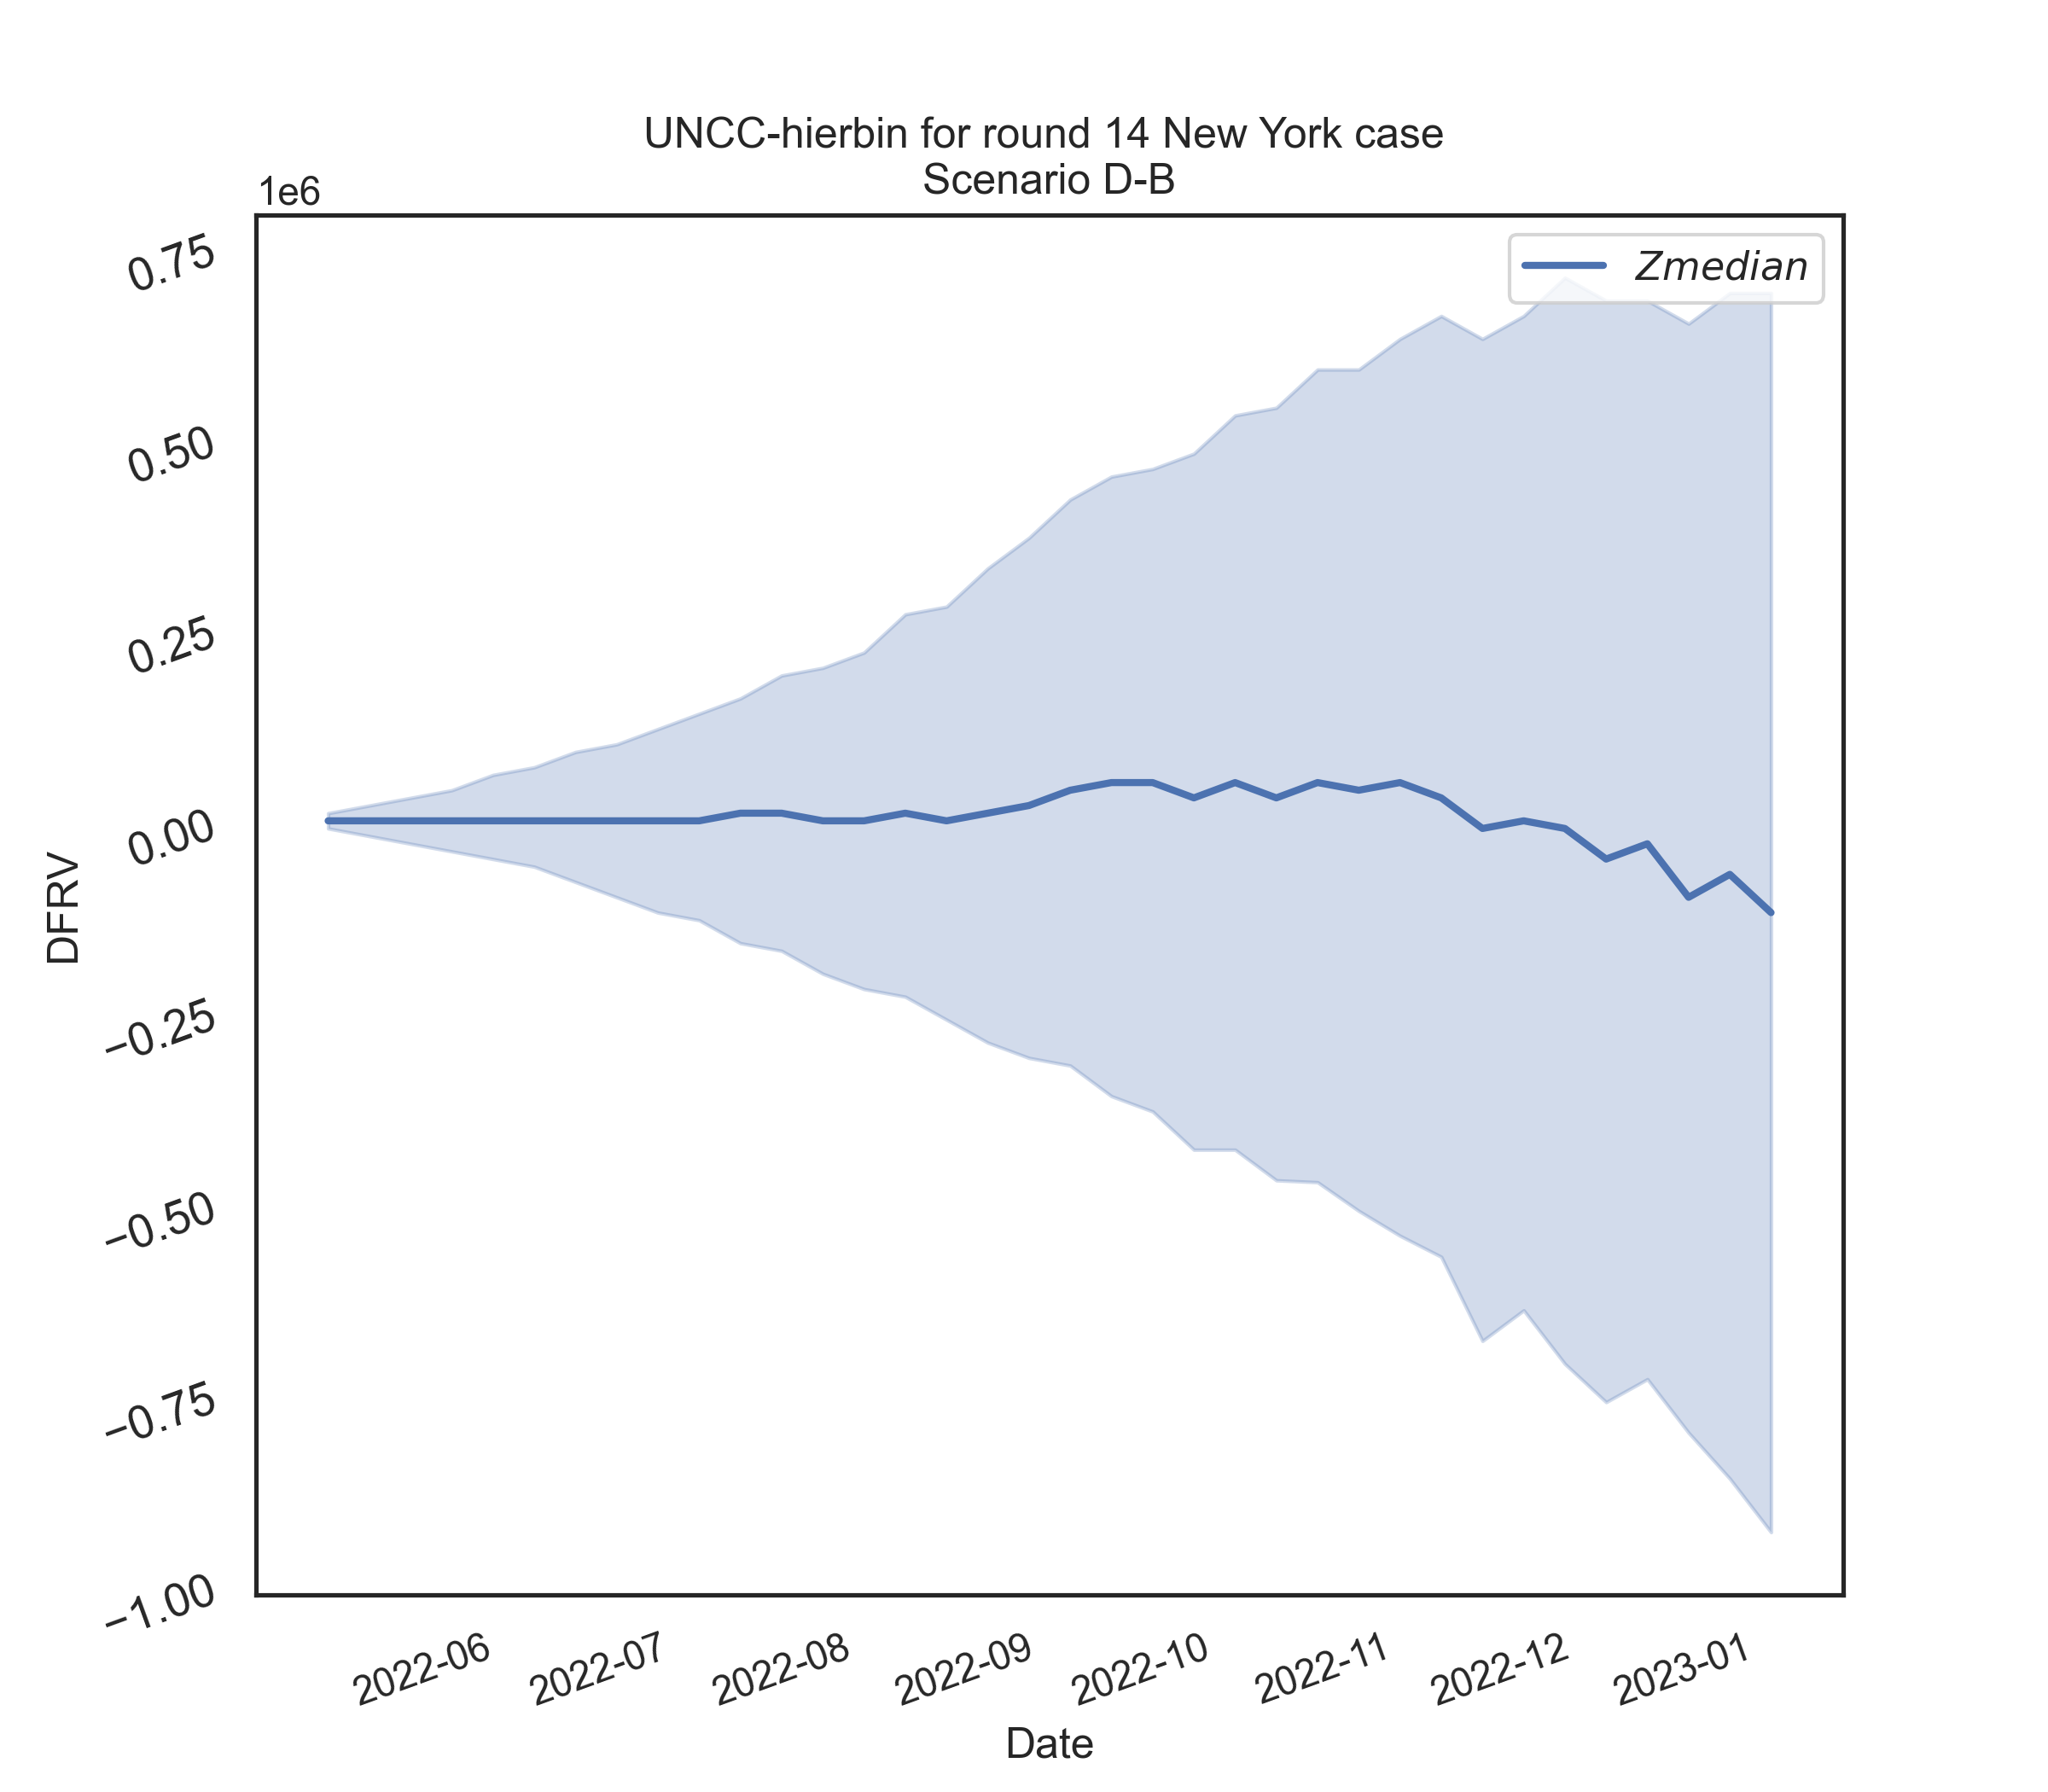 UNCC-hierbin for round 14 New York case
Scenario D-B
1e6
Zmedian
0.75
0.50
0.25
0.00
−0.25
−0.50
−0.75
−1.00
DFRV
2022-06
2022-07
2022-08
2022-09
2022-10
2022-11
2022-12
2023-01
Date